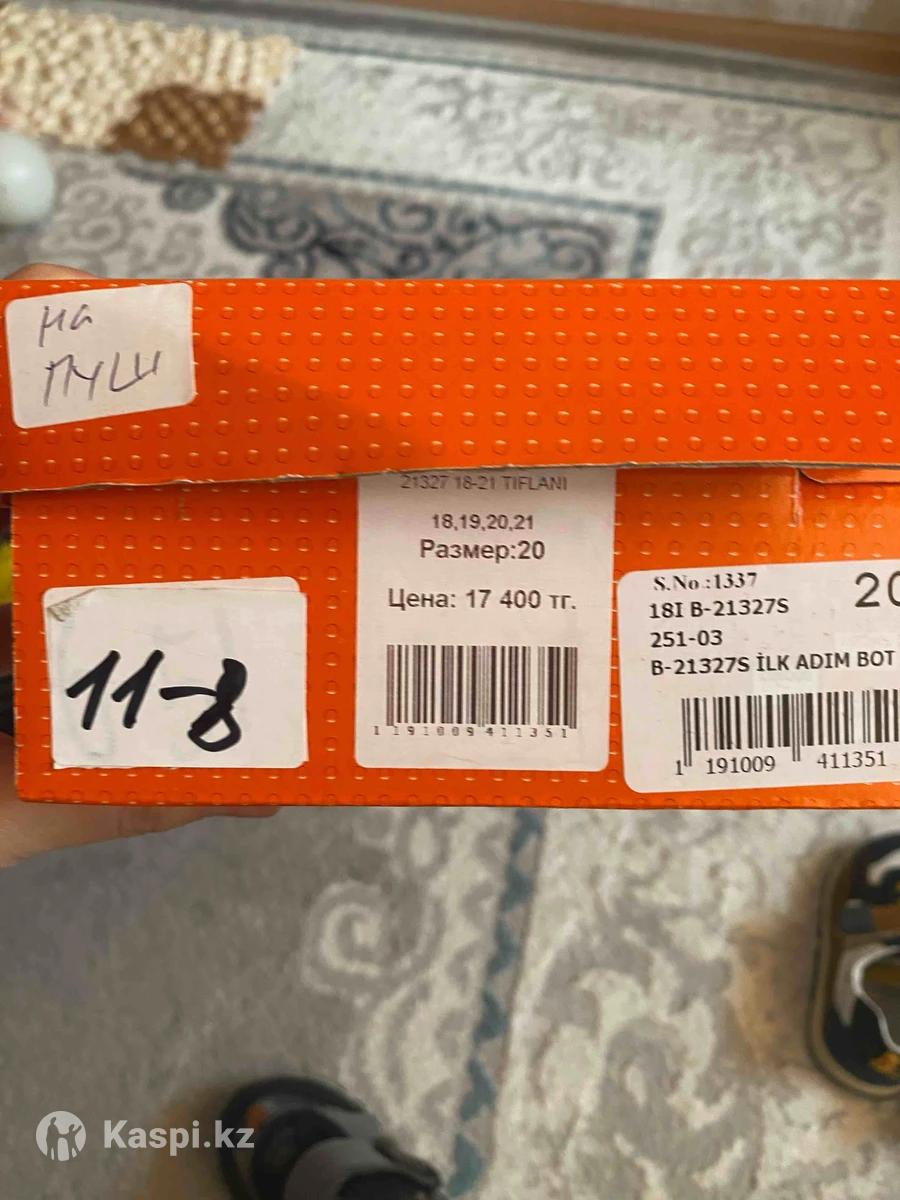 на
21327 18-21 TIFLANI
18,19,20,21
Размер:20
Цена: 17 400 тг.
1 191009 411351
11-8
S.No.:1337
20
18I B-21327S
251-03
B-21327S İLK ADIM BOT
1 191009 411351
Kaspi.kz